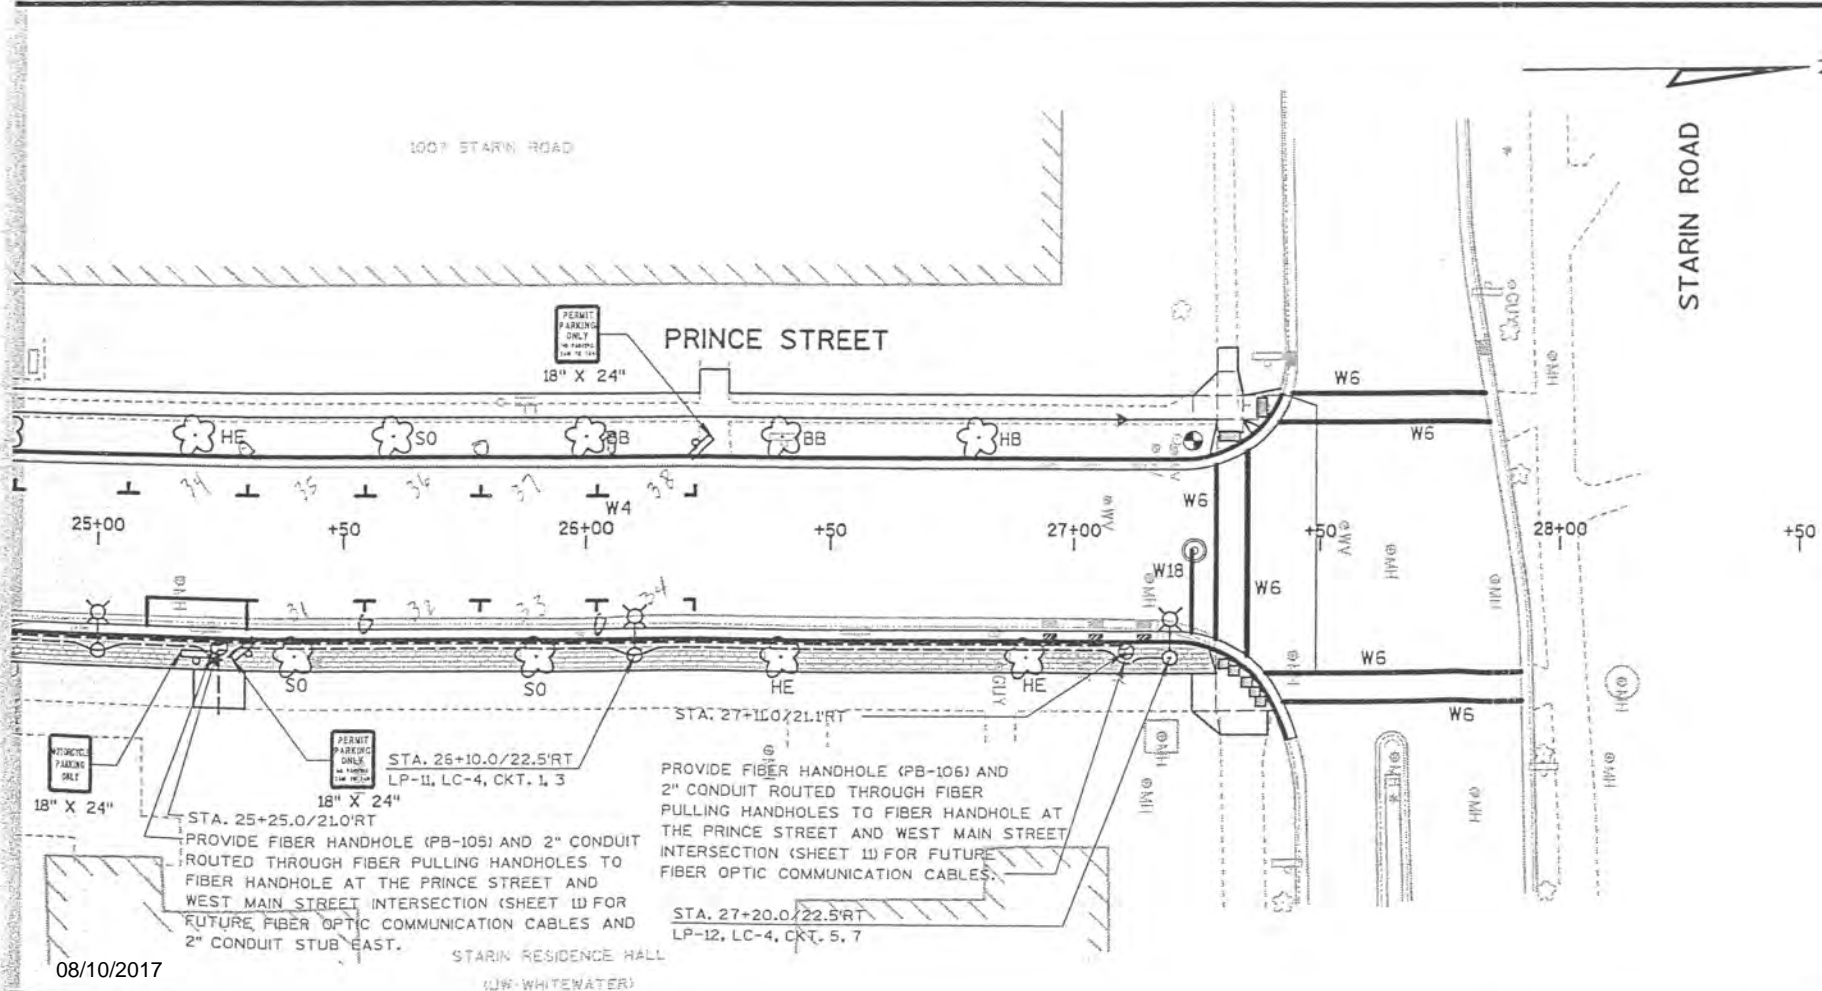 1007 STARIN ROAD
STARIN ROAD
PERMIT
PARKING
ONLY
18" X 24"
PRINCE STREET
HE
SO
BB
BB
HB
W6
W6
34
35
36
37
38
W4
25+00
+50
26+00
+50
27+00
+50
28+00
+50
W6
W18
W6
⊕WV
⊕WV
⊕GUY
⊕MH
⊕MH
⊕MH
⊕MH
⊕MH
31
32
33
34
SO
SO
HE
HE
GUY
W6
W6
MOTORCYCLE
PARKING
ONLY
18" X 24"
PERMIT
PARKING
ONLY
18" X 24"
STA. 26+10.0/22.5'RT
LP-11, LC-4, CKT. 1, 3
STA. 25+25.0/21.0'RT
PROVIDE FIBER HANDHOLE (PB-105) AND 2" CONDUIT
ROUTED THROUGH FIBER PULLING HANDHOLES TO
FIBER HANDHOLE AT THE PRINCE STREET AND
WEST MAIN STREET INTERSECTION (SHEET 11) FOR
FUTURE FIBER OPTIC COMMUNICATION CABLES AND
2" CONDUIT STUB EAST.
STA. 27+11.0/21.1'RT
PROVIDE FIBER HANDHOLE (PB-106) AND
2" CONDUIT ROUTED THROUGH FIBER
PULLING HANDHOLES TO FIBER HANDHOLE AT
THE PRINCE STREET AND WEST MAIN STREET
INTERSECTION (SHEET 11) FOR FUTURE
FIBER OPTIC COMMUNICATION CABLES.
STA. 27+20.0/22.5'RT
LP-12, LC-4, CKT. 5, 7
STARIN RESIDENCE HALL
(UW-WHITEWATER)
08/10/2017